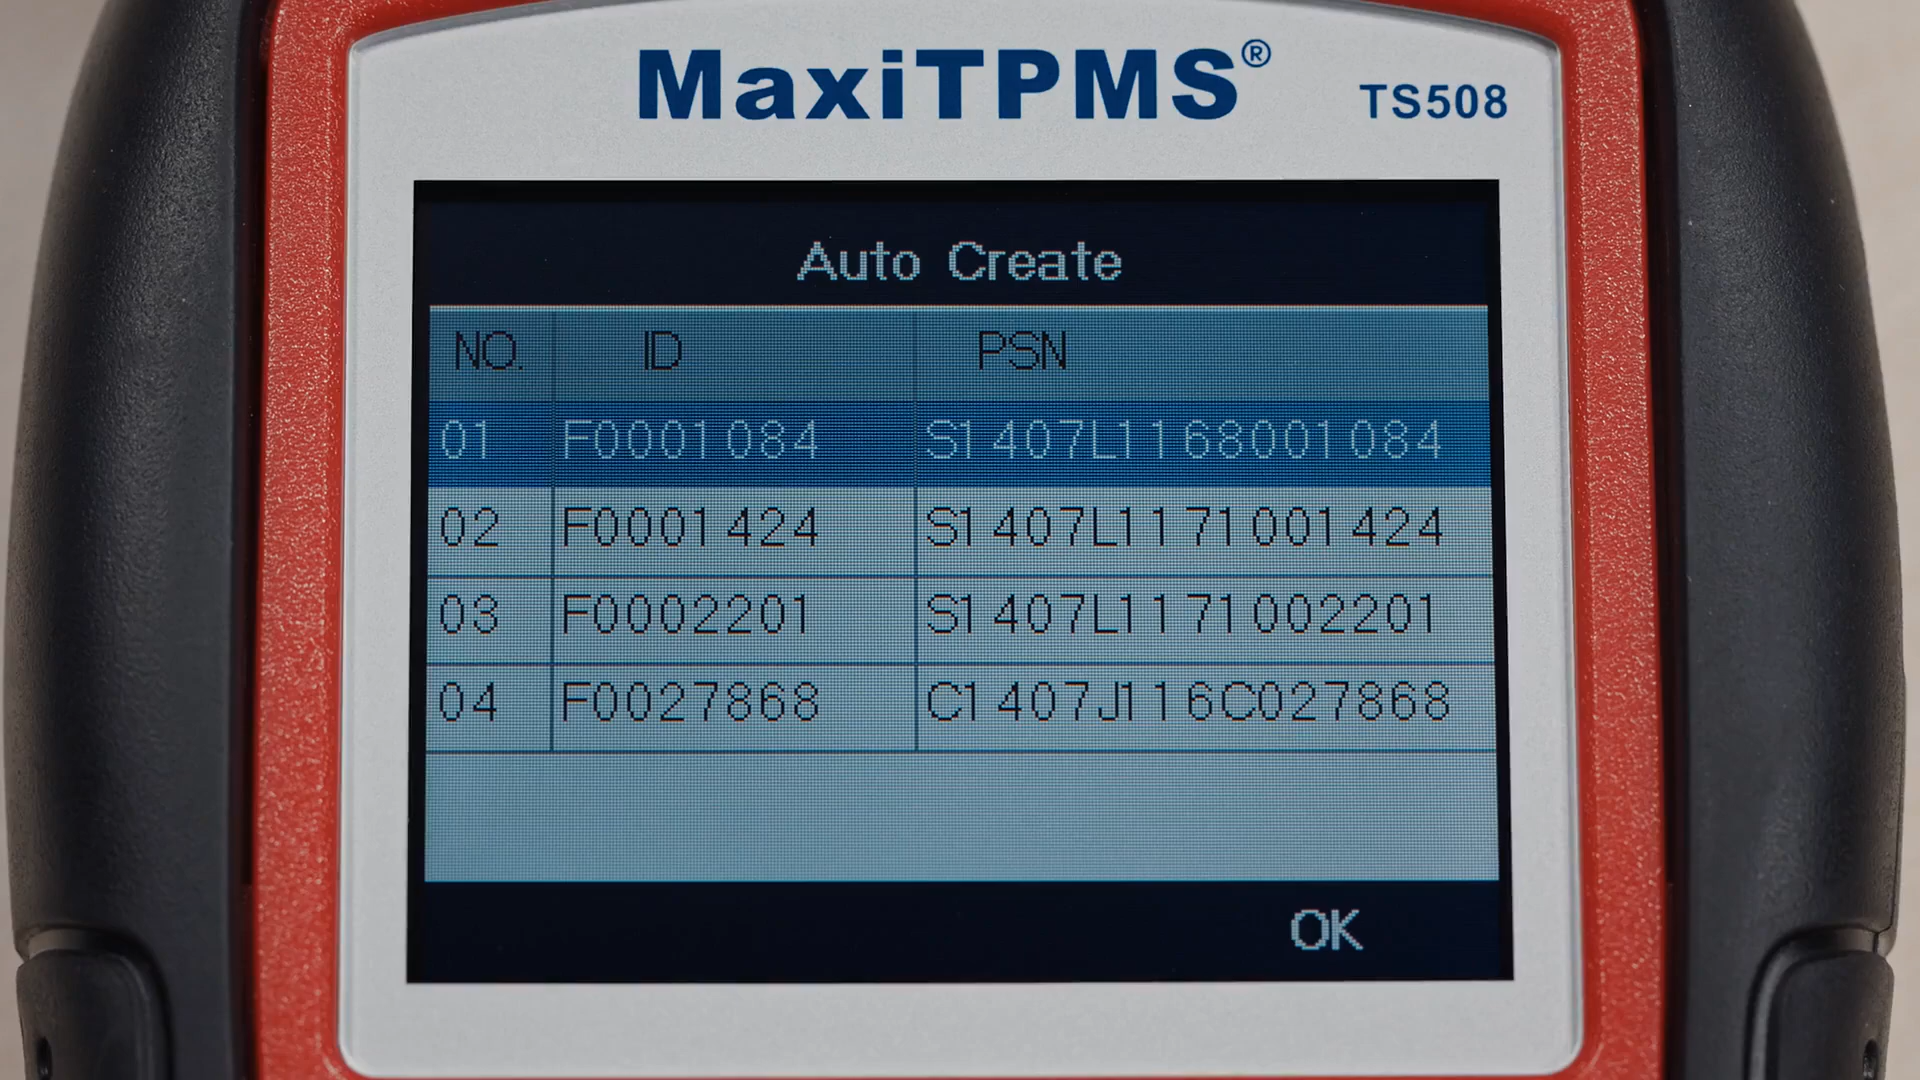 MaxiTPMS®
TS508
Auto Create
NO. ID PSN
01 F0001084 S1407L1168001084
02 F0001424 S1407L1171001424
03 F0002201 S1407L1171002201
04 F0027868 C1407J116C027868
OK